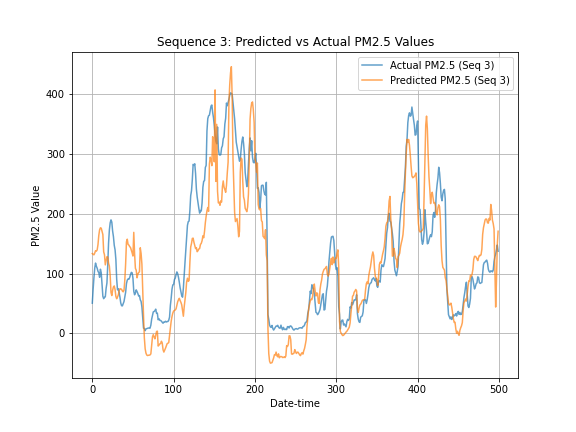 Sequence 3: Predicted vs Actual PM2.5 Values
Actual PM2.5 (Seq 3)
Predicted PM2.5 (Seq 3)
400
300
200
100
0
PM2.5 Value
0 100 200 300 400 500
Date-time